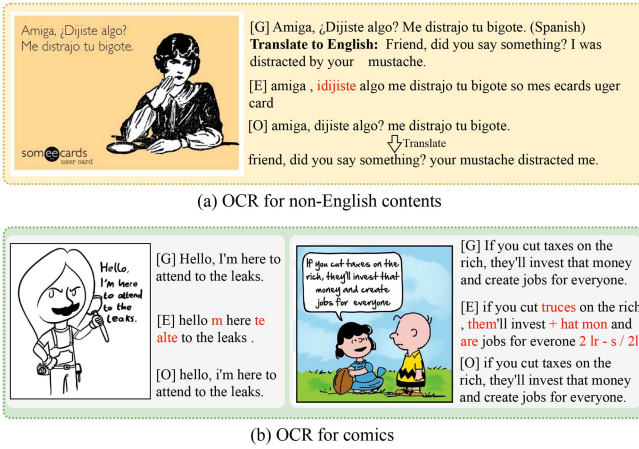 Amiga, ¿Dijiste algo?
Me distrajo tu bigote.
somee cards
user card
[G] Amiga, ¿Dijiste algo? Me distrajo tu bigote. (Spanish)
Translate to English: Friend, did you say something? I was
distracted by your mustache.
[E] amiga , idijiste algo me distrajo tu bigote so mes ecards uger
card
[O] amiga, dijiste algo? me distrajo tu bigote.
Translate
friend, did you say something? your mustache distracted me.
(a) OCR for non-English contents
Hello,
I'm here
to attend
to the
leaks.
[G] Hello, I'm here to
attend to the leaks.
[E] hello m here te
alte to the leaks .
[O] hello, i'm here to
attend to the leaks.
If you cut taxes on the
rich, they'll invest that
money and create
jobs for everyone
[G] If you cut taxes on the
rich, they'll invest that money
and create jobs for everyone.
[E] if you cut truces on the rich
, them'll invest + hat mon and
are jobs for everone 2 lr - s / 2l
[O] if you cut taxes on the
rich, they'll invest that money
and create jobs for everyone.
(b) OCR for comics